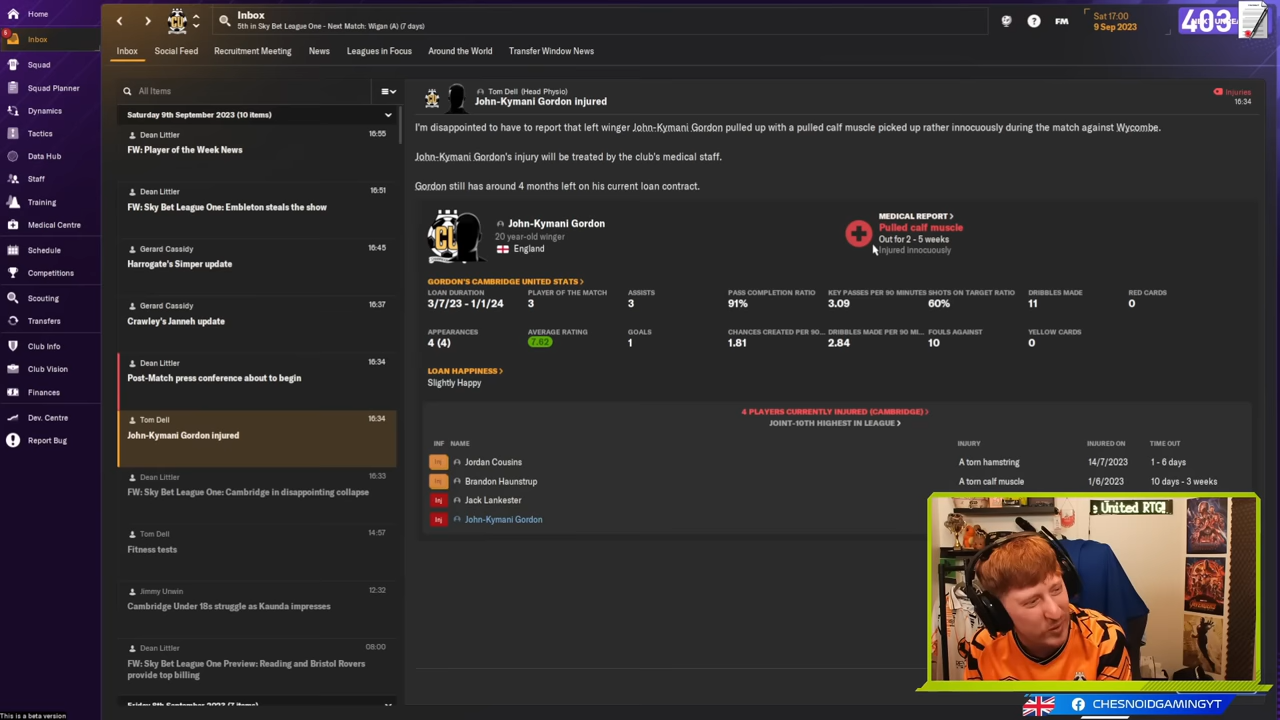 Inbox
5th in Sky Bet League One - Next Match: Wigan (A) (7 days)
FM
Sat 17:00
9 Sep 2023
403
Inbox
Social Feed
Recruitment Meeting
News
Leagues in Focus
Around the World
Transfer Window News
5
Inbox
Home
Squad
Squad Planner
Dynamics
Tactics
Data Hub
Staff
Training
Medical Centre
Schedule
Competitions
Scouting
Transfers
Club Info
Club Vision
Finances
Dev. Centre
Report Bug
This is a beta version
All Items
Saturday 9th September 2023 (10 items)
Dean Littler
16:55
FW: Player of the Week News
Dean Littler
16:51
FW: Sky Bet League One: Embleton steals the show
Gerard Cassidy
16:45
Harrogate's Simper update
Gerard Cassidy
16:37
Crawley's Janneh update
Dean Littler
16:34
Post-Match press conference about to begin
Tom Dell
16:34
John-Kymani Gordon injured
Dean Littler
16:33
FW: Sky Bet League One: Cambridge in disappointing collapse
Tom Dell
14:57
Fitness tests
Jimmy Unwin
12:32
Cambridge Under 18s struggle as Kaunda impresses
Dean Littler
09:00
FW: Sky Bet League One Preview: Reading and Bristol Rovers
provide top billing
Friday 8th September 2023 (7 items)
Tom Dell (Head Physio)
John-Kymani Gordon injured
Injuries
16:34
I'm disappointed to have to report that left winger John-Kymani Gordon pulled up with a pulled calf muscle picked up rather innocuously during the match against Wycombe.
John-Kymani Gordon's injury will be treated by the club's medical staff.
Gordon still has around 4 months left on his current loan contract.
John-Kymani Gordon
20 year-old winger
England
MEDICAL REPORT >
Pulled calf muscle
Out for 2 - 5 weeks
Injured innocuously
GORDON'S CAMBRIDGE UNITED STATS >
LOAN DURATION
PLAYER OF THE MATCH
ASSISTS
PASS COMPLETION RATIO
KEY PASSES PER 90 MINUTES
SHOTS ON TARGET RATIO
DRIBBLES MADE
RED CARDS
3/7/23 - 1/1/24
3
3
91%
3.09
60%
11
0
APPEARANCES
AVERAGE RATING
GOALS
CHANCES CREATED PER 90...
DRIBBLES MADE PER 90 MI...
FOULS AGAINST
YELLOW CARDS
4 (4)
7.62
1
1.81
2.84
10
0
LOAN HAPPINESS >
Slightly Happy
4 PLAYERS CURRENTLY INJURED (CAMBRIDGE) >
JOINT-10TH HIGHEST IN LEAGUE >
INF
NAME
INJURY
INJURED ON
TIME OUT
Inj
Jordan Cousins
A torn hamstring
14/7/2023
1 - 6 days
Inj
Brandon Haunstrup
A torn calf muscle
1/6/2023
10 days - 3 weeks
Inj
Jack Lankester
Inj
John-Kymani Gordon
e United RTG!
CHESNOIDGAMINGYT